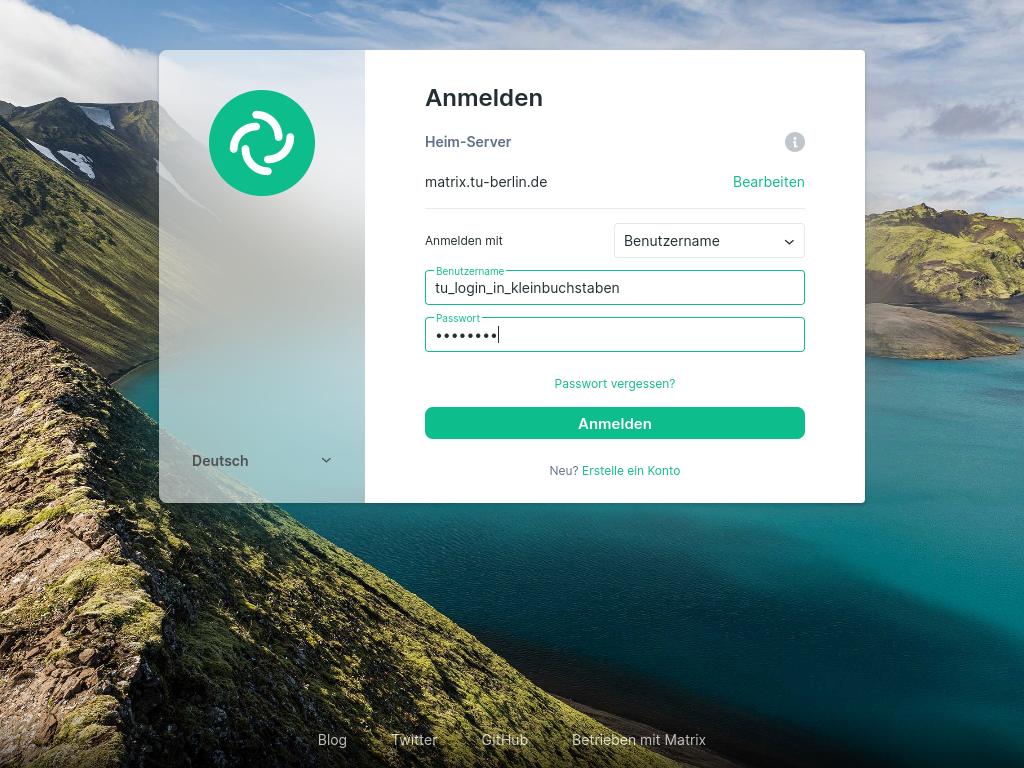 Anmelden
Heim-Server
matrix.tu-berlin.de Bearbeiten
Anmelden mit Benutzername
Benutzername
tu_login_in_kleinbuchstaben
Passwort
••••••••
Passwort vergessen?
Anmelden
Neu? Erstelle ein Konto
Deutsch
Blog Twitter GitHub Betrieben mit Matrix